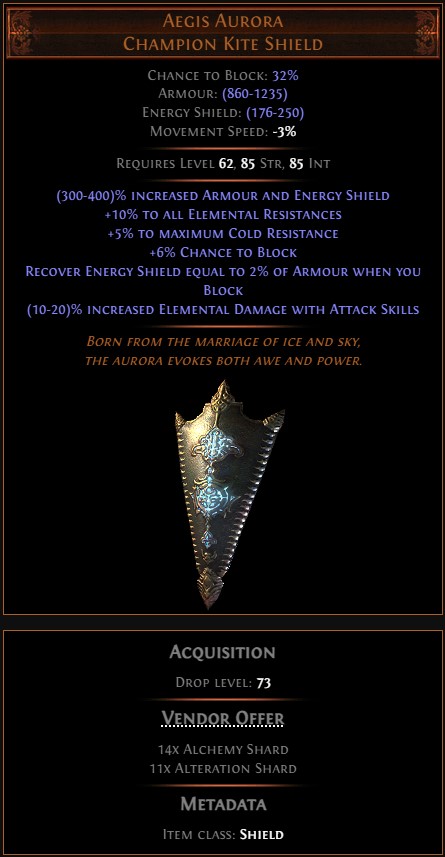 Aegis Aurora
Champion Kite Shield
Chance to Block: 32%
Armour: (860-1235)
Energy Shield: (176-250)
Movement Speed: -3%
Requires Level 62, 85 Str, 85 Int
(300-400)% increased Armour and Energy Shield
+10% to all Elemental Resistances
+5% to maximum Cold Resistance
+6% Chance to Block
Recover Energy Shield equal to 2% of Armour when you
Block
(10-20)% increased Elemental Damage with Attack Skills
Born from the marriage of ice and sky,
the aurora evokes both awe and power.
Acquisition
Drop level: 73
Vendor Offer
14x Alchemy Shard
11x Alteration Shard
Metadata
Item class: Shield